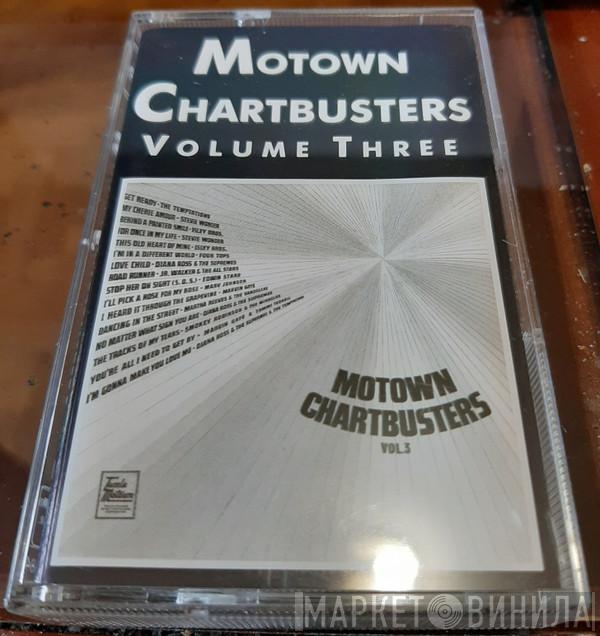 MOTOWN
CHARTBUSTERS
VOLUME THREE
GET READY · THE TEMPTATIONS
MY CHERIE AMOUR · STEVIE WONDER
BEHIND A PAINTED SMILE · ISLEY BROS.
FOR ONCE IN MY LIFE · STEVIE WONDER
THIS OLD HEART OF MINE · ISLEY BROS.
I'M IN A DIFFERENT WORLD · FOUR TOPS
LOVE CHILD · DIANA ROSS & THE SUPREMES
ROAD RUNNER · JR. WALKER & THE ALL STARS
STOP HER ON SIGHT (S.O.S.) · EDWIN STARR
I'LL PICK A ROSE FOR MY ROSE · MARV JOHNSON
I HEARD IT THROUGH THE GRAPEVINE · MARVIN GAYE
DANCING IN THE STREET · MARTHA REEVES & THE VANDELLAS
NO MATTER WHAT SIGN YOU ARE · DIANA ROSS & THE SUPREMES
THE TRACKS OF MY TEARS · SMOKEY ROBINSON & THE MIRACLES
YOU'RE ALL I NEED TO GET BY · MARVIN GAYE & TAMMI TERRELL
I'M GONNA MAKE YOU LOVE ME · DIANA ROSS & THE SUPREMES & THE TEMPTATIONS
MOTOWN
CHARTBUSTERS
VOL.3
Tamla
Motown
МАРКЕТ ВИНИЛА